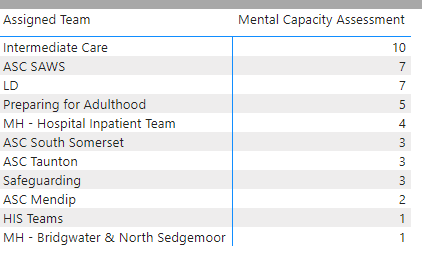 Assigned Team Mental Capacity Assessment
Intermediate Care 10
ASC SAWS 7
LD 7
Preparing for Adulthood 5
MH - Hospital Inpatient Team 4
ASC South Somerset 3
ASC Taunton 3
Safeguarding 3
ASC Mendip 2
HIS Teams 1
MH - Bridgwater & North Sedgemoor 1